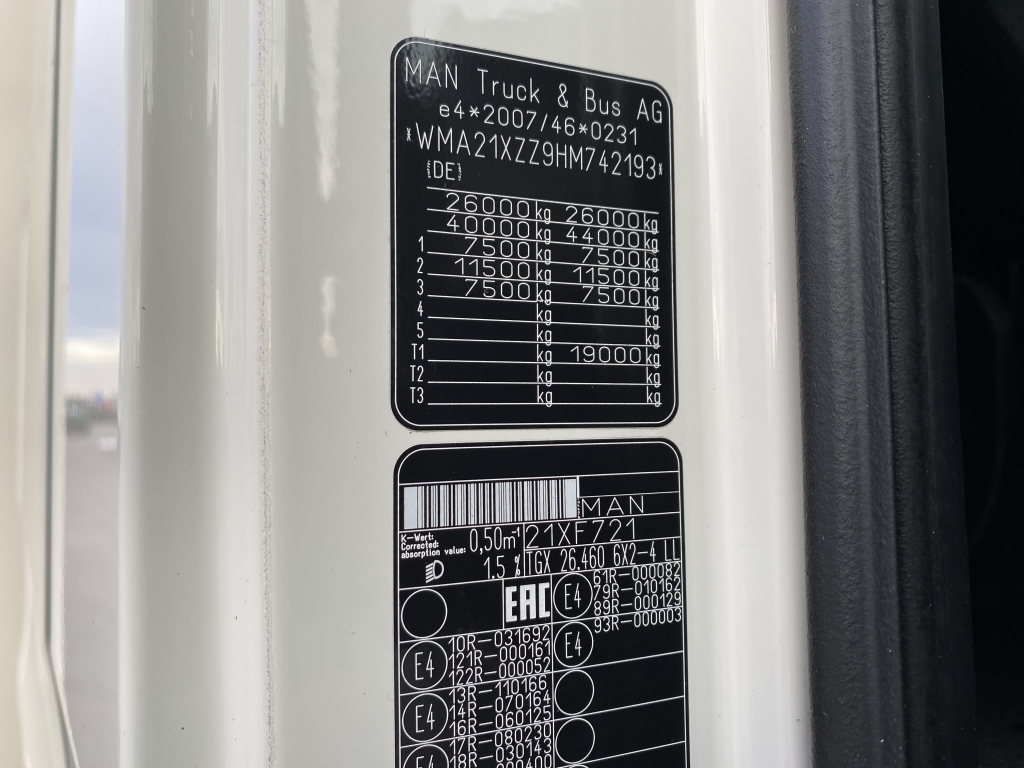 MAN Truck & Bus AG
e4*2007/46*0231
*WMA21XZZ9HM742193*
(DE)
26000 kg 26000 kg
40000 kg 44000 kg
1 7500 kg 7500 kg
2 11500 kg 11500 kg
3 7500 kg 7500 kg
4 kg kg
5 kg kg
T1 kg 19000 kg
T2 kg kg
T3 kg kg
MAN
K-Wert:
Corrected
absorption value: 0,50m-1 21XF721
1.5 % TGX 26.460 6X2-4 LL
EAC E4 61R-000082
79R-010162
89R-000129
93R-000003
E4
E4 10R-031692
121R-000161
122R-000052
E4 13R-110166
14R-070164
16R-060125
E4 17R-080230
18R-030143